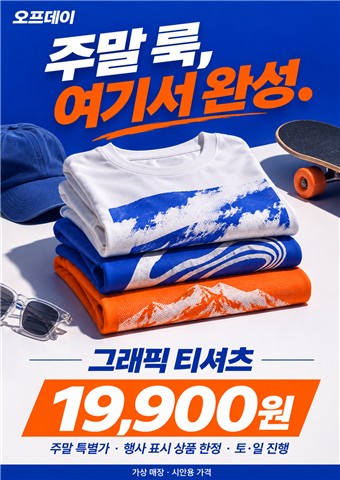 오프데이
주말 룩,
여기서 완성.
그래픽 티셔츠
19,900원
주말 특별가 · 행사 표시 상품 한정 · 토·일 진행
가상 매장 · 시안용 가격